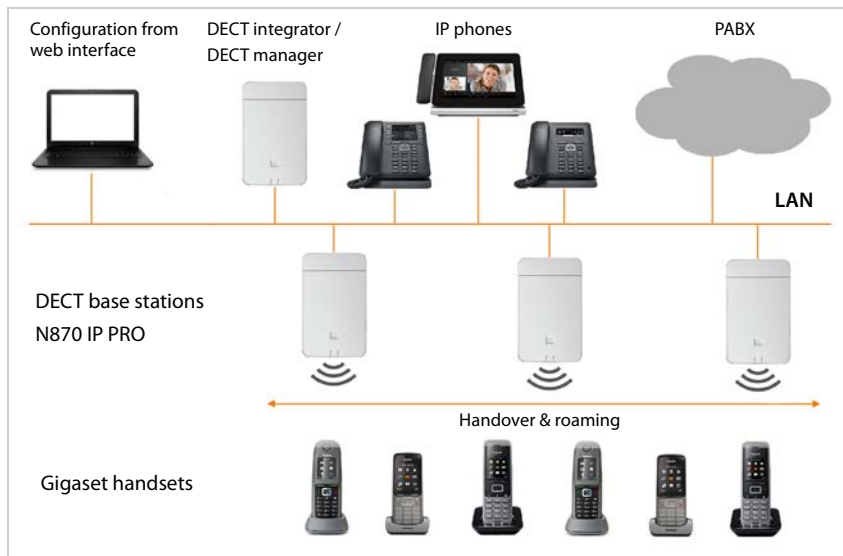 Configuration from
web interface
DECT integrator /
DECT manager
IP phones
PABX
LAN
DECT base stations
N870 IP PRO
Handover & roaming
Gigaset handsets